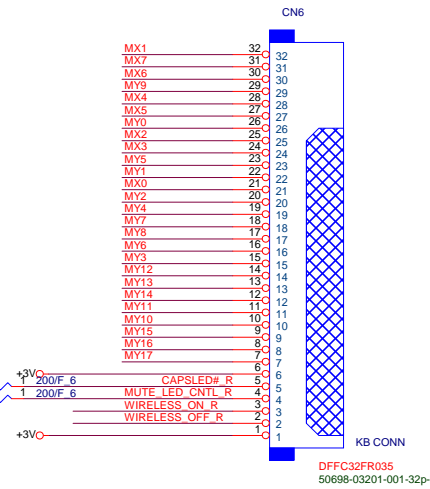 CN6
MX1 32 32
MX7 31 31
MX6 30 30
MY9 29 29
MX4 28 28
MX5 27 27
MY0 26 26
MX2 25 25
MX3 24 24
MY5 23 23
MY1 22 22
MX0 21 21
MY2 20 20
MY4 19 19
MY7 18 18
MY8 17 17
MY6 16 16
MY3 15 15
MY12 14 14
MY13 13 13
MY14 12 12
MY11 11 11
MY10 10 10
MY15 9 9
MY16 8 8
MY17 7 7
+3V 6 6
1 200/F_6 CAPSLED#_R 5 5
1 200/F_6 MUTE_LED_CNTL_R 4 4
WIRELESS_ON_R 3 3
WIRELESS_OFF_R 2 2
+3V 1 1
KB CONN
DFFC32FR035
50698-03201-001-32p-